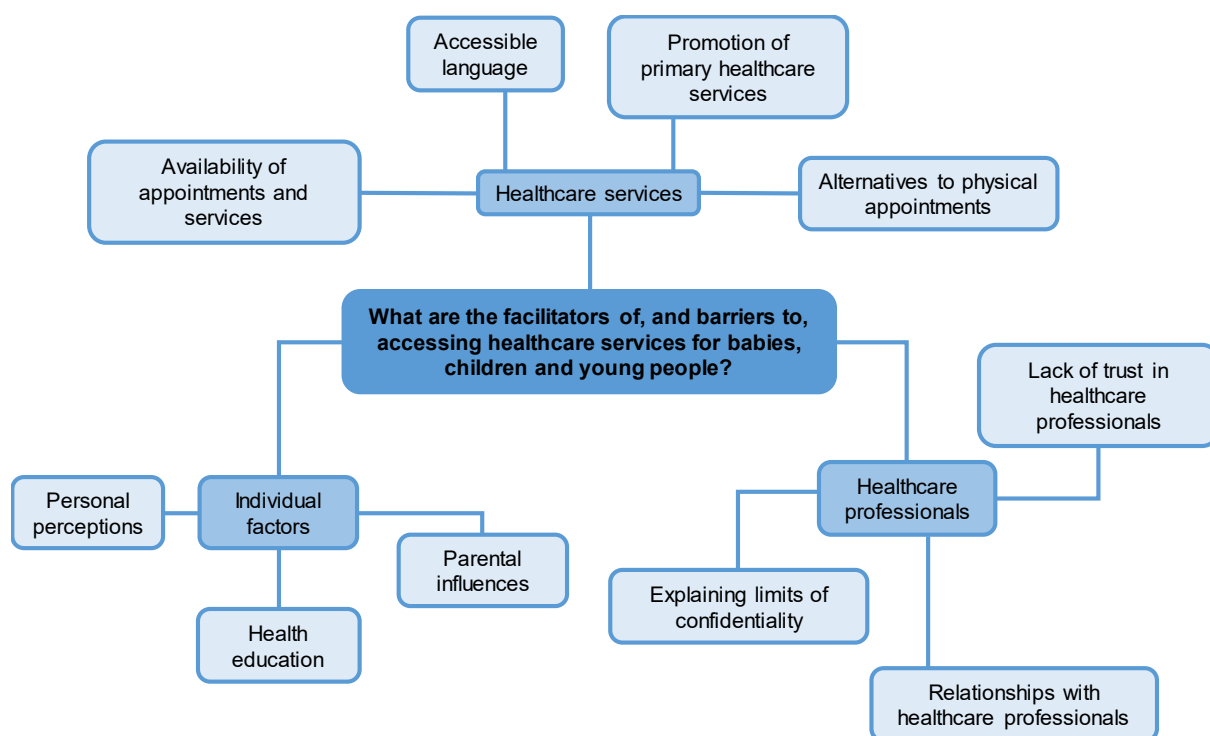 Accessible
language
Promotion of
primary healthcare
services
Availability of
appointments and
services
Healthcare services
Alternatives to physical
appointments
What are the facilitators of, and barriers to,
accessing healthcare services for babies,
children and young people?
Lack of trust in
healthcare
professionals
Personal
perceptions
Individual
factors
Healthcare
professionals
Parental
influences
Explaining limits of
confidentiality
Health
education
Relationships with
healthcare professionals